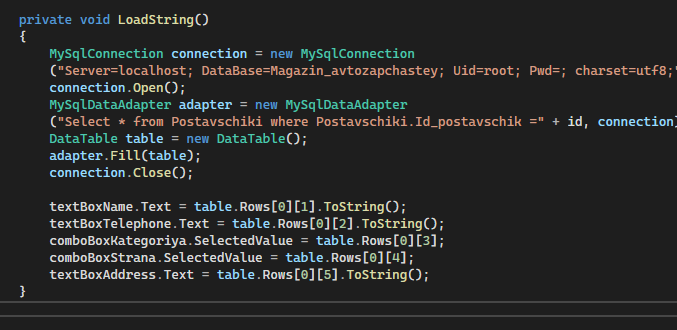 private void LoadString()
{
MySqlConnection connection = new MySqlConnection
("Server=localhost; DataBase=Magazin_avtozapchastey; Uid=root; Pwd=; charset=utf8;"
connection.Open();
MySqlDataAdapter adapter = new MySqlDataAdapter
("Select * from Postavschiki where Postavschiki.Id_postavschik =" + id, connection)
DataTable table = new DataTable();
adapter.Fill(table);
connection.Close();
textBoxName.Text = table.Rows[0][1].ToString();
textBoxTelephone.Text = table.Rows[0][2].ToString();
comboBoxKategoriya.SelectedValue = table.Rows[0][3];
comboBoxStrana.SelectedValue = table.Rows[0][4];
textBoxAddress.Text = table.Rows[0][5].ToString();
}